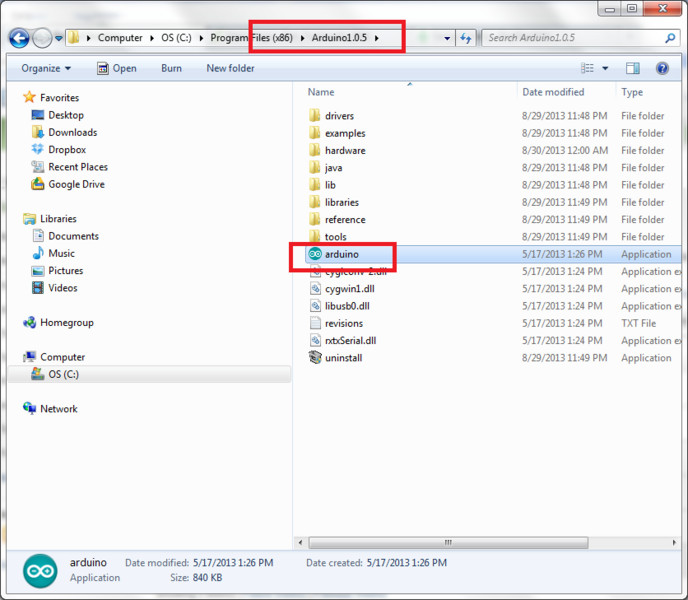 Computer OS (C:) Program Files (x86) Arduino1.0.5 Search Arduino1.0.5
Organize Open Burn New folder
Favorites
Desktop
Downloads
Dropbox
Recent Places
Google Drive
Libraries
Documents
Music
Pictures
Videos
Homegroup
Computer
OS (C:)
Network
Name Date modified Type
drivers 8/29/2013 11:48 PM File folder
examples 8/29/2013 11:48 PM File folder
hardware 8/30/2013 12:00 AM File folder
java 8/29/2013 11:48 PM File folder
lib 8/29/2013 11:48 PM File folder
libraries 8/29/2013 11:48 PM File folder
reference 8/29/2013 11:48 PM File folder
tools 8/29/2013 11:48 PM File folder
arduino 5/17/2013 1:26 PM Application
cygiconv-2.dll 5/17/2013 1:24 PM Application ex
cygwin1.dll 5/17/2013 1:24 PM Application ex
libusb0.dll 5/17/2013 1:24 PM Application ex
revisions 5/17/2013 1:24 PM TXT File
rxtxSerial.dll 5/17/2013 1:24 PM Application ex
uninstall 8/29/2013 11:49 PM Application
arduino Date modified: 5/17/2013 1:26 PM Date created: 5/17/2013 1:26 PM
Application Size: 840 KB